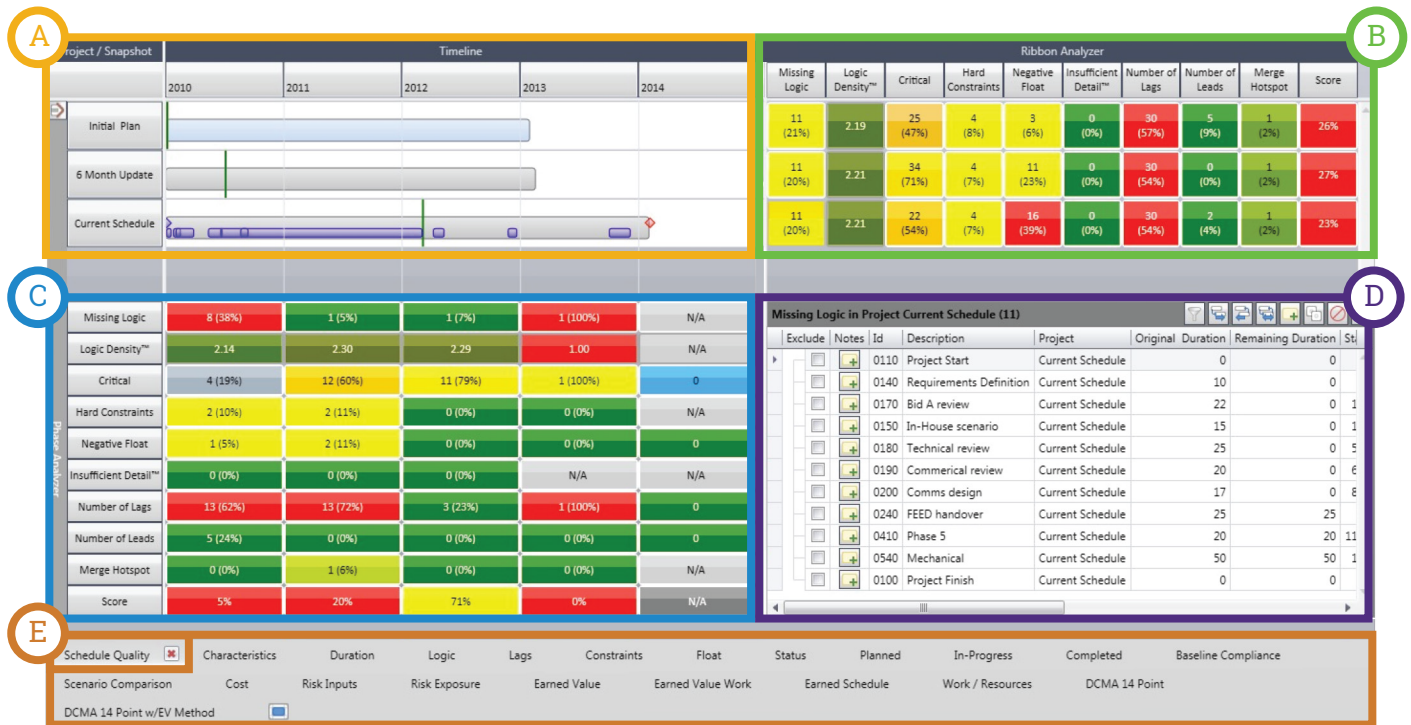 A
B
Project / Snapshot Timeline Ribbon Analyzer
2010 2011 2012 2013 2014
Missing Logic Logic Density™ Critical Hard Constraints Negative Float Insufficient Detail™ Number of Lags Number of Leads Merge Hotspot Score
Initial Plan 11 (21%) 2.19 25 (47%) 4 (8%) 3 (6%) 0 (0%) 30 (57%) 5 (9%) 1 (2%) 26%
6 Month Update 11 (20%) 2.21 34 (71%) 4 (7%) 11 (23%) 0 (0%) 30 (54%) 0 (0%) 1 (2%) 27%
Current Schedule 11 (20%) 2.21 22 (54%) 4 (7%) 16 (39%) 0 (0%) 30 (54%) 2 (4%) 1 (2%) 23%
C
Phase Analyzer
Missing Logic 8 (38%) 1 (5%) 1 (7%) 1 (100%) N/A
Logic Density™ 2.14 2.30 2.29 1.00 N/A
Critical 4 (19%) 12 (60%) 11 (79%) 1 (100%) 0
Hard Constraints 2 (10%) 2 (11%) 0 (0%) 0 (0%) N/A
Negative Float 1 (5%) 2 (11%) 0 (0%) 0 (0%) 0
Insufficient Detail™ 0 (0%) 0 (0%) 0 (0%) N/A N/A
Number of Lags 13 (62%) 13 (72%) 3 (23%) 1 (100%) 0
Number of Leads 5 (24%) 0 (0%) 0 (0%) 0 (0%) 0
Merge Hotspot 0 (0%) 1 (6%) 0 (0%) 0 (0%) N/A
Score 5% 20% 71% 0% N/A
D
Missing Logic in Project Current Schedule (11)
Exclude Notes Id Description Project Original Duration Remaining Duration
0110 Project Start Current Schedule 0 0
0140 Requirements Definition Current Schedule 10 0
0170 Bid A review Current Schedule 22 0 1
0150 In-House scenario Current Schedule 15 0 1
0180 Technical review Current Schedule 25 0 5
0190 Commerical review Current Schedule 20 0 6
0200 Comms design Current Schedule 17 0 8
0240 FEED handover Current Schedule 25 25
0410 Phase 5 Current Schedule 20 20 11
0540 Mechanical Current Schedule 50 50 1
0100 Project Finish Current Schedule 0 0
E
Schedule Quality Characteristics Duration Logic Lags Constraints Float Status Planned In-Progress Completed Baseline Compliance
Scenario Comparison Cost Risk Inputs Risk Exposure Earned Value Earned Value Work Earned Schedule Work / Resources DCMA 14 Point
DCMA 14 Point w/EV Method